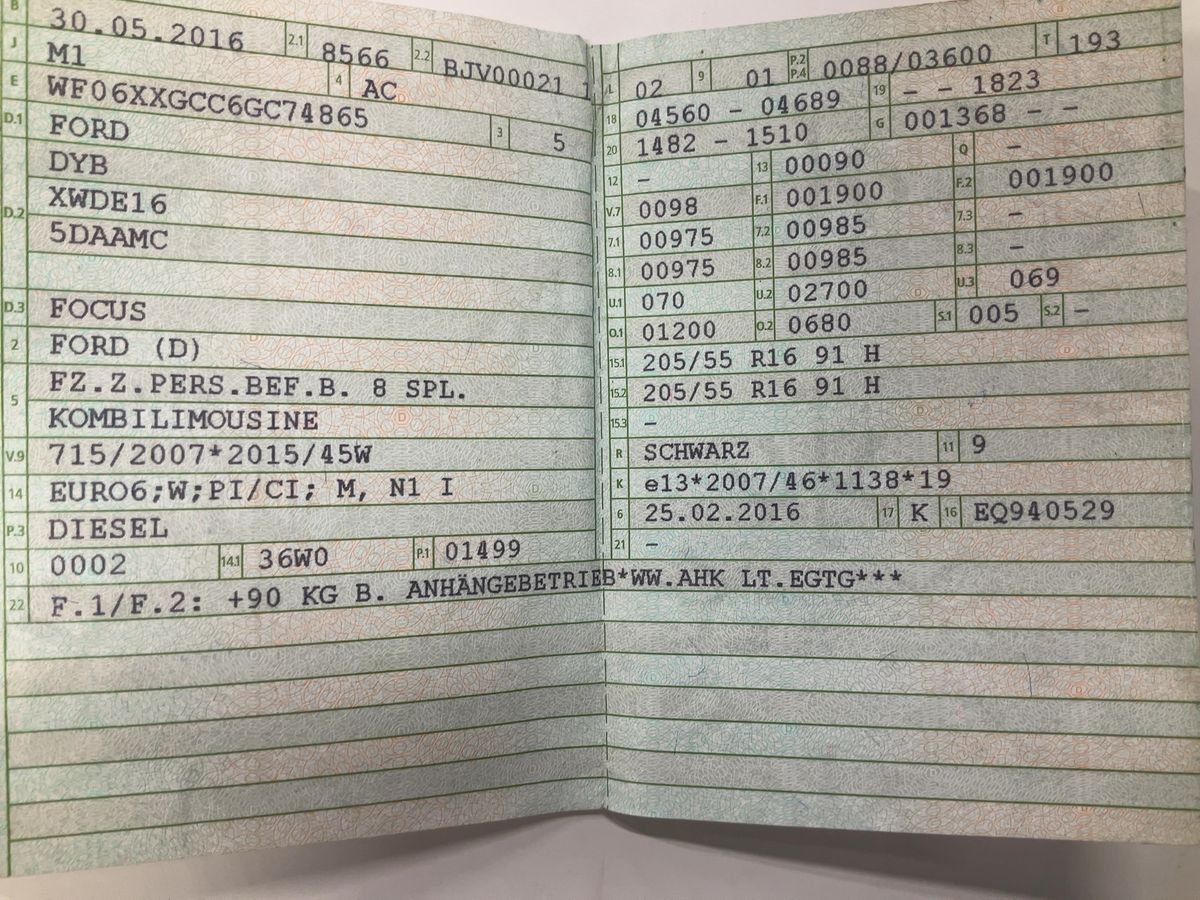 B 30.05.2016 2.1 8566 2.2 BJV00021 1
J M1 4 AC
E WF06XXGCC6GC74865 3 5
D.1 FORD
DYB
D.2 XWDE16
5DAAMC
D.3 FOCUS
2 FORD (D)
5 FZ.Z.PERS.BEF.B. 8 SPL.
KOMBILIMOUSINE
V.9 715/2007*2015/45W
14 EURO6;W;PI/CI; M, N1 I
P.3 DIESEL
10 0002 14.1 36W0 P.1 01499
L 02 9 01 P.2 P.4 0088/03600 T 193
18 04560 - 04689 19 - - 1823
20 1482 - 1510 G 001368 - -
12 - 13 00090 Q -
V.7 0098 F.1 001900 F.2 001900
7.1 00975 7.2 00985 7.3 -
8.1 00975 8.2 00985 8.3 -
U.1 070 U.2 02700 U.3 069
O.1 01200 O.2 0680 S.1 005 S.2 -
15.1 205/55 R16 91 H
15.2 205/55 R16 91 H
15.3 -
R SCHWARZ 11 9
K e13*2007/46*1138*19
6 25.02.2016 17 K 16 EQ940529
21 -
22 F.1/F.2: +90 KG B. ANHÄNGEBETRIEB*WW.AHK LT.EGTG***